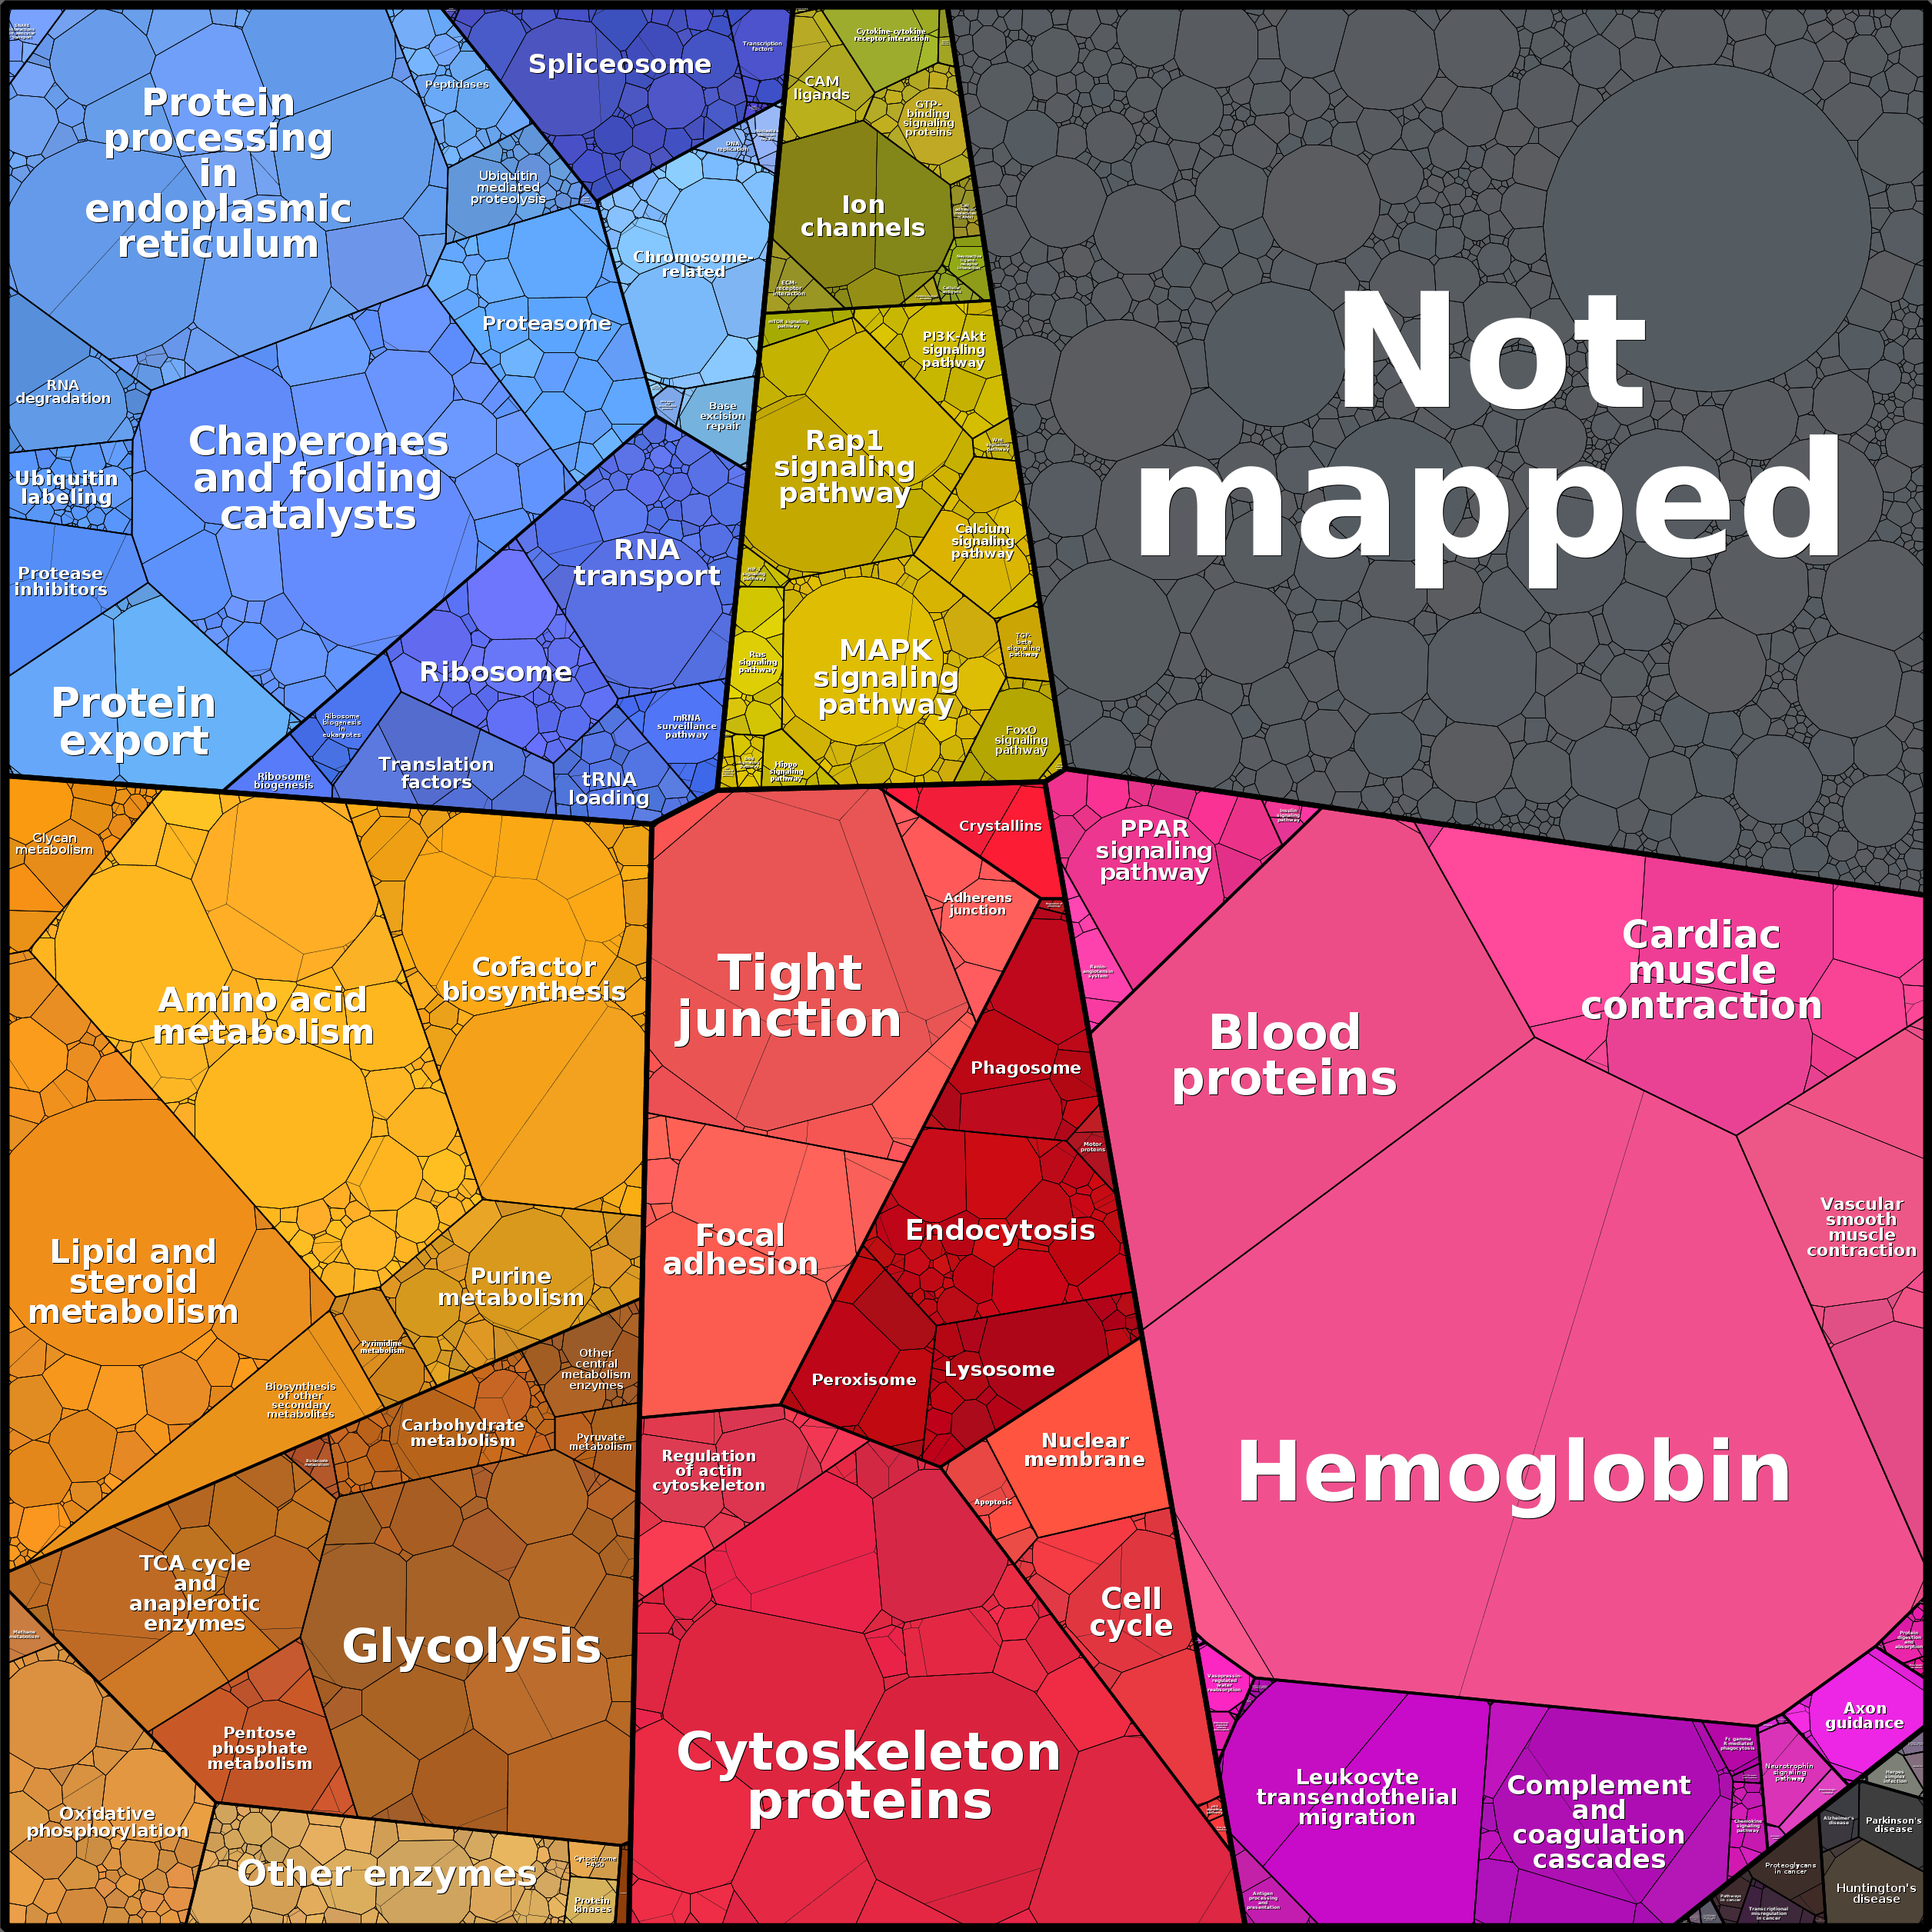 Protein
processing
in
endoplasmic
reticulum
Peptidases
Spliceosome
Transcription
factors
Ubiquitin
mediated
proteolysis
DNA
replication
Chromosome-
related
Proteasome
RNA
degradation
Chaperones
and folding
catalysts
Base
excision
repair
Ubiquitin
labeling
Protease
inhibitors
RNA
transport
Protein
export
Ribosome
Ribosome
biogenesis
in
eukaryotes
Ribosome
biogenesis
Translation
factors
tRNA
loading
mRNA
surveillance
pathway
Cytokine-cytokine
receptor interaction
CAM
ligands
GTP-
binding
signaling
proteins
Ion
channels
ECM-
receptor
interaction
mTOR signaling
pathway
PI3K-Akt
signaling
pathway
Rap1
signaling
pathway
Wnt
signaling
pathway
Calcium
signaling
pathway
Ras
signaling
pathway
MAPK
signaling
pathway
TGF-
beta
signaling
pathway
FoxO
signaling
pathway
Hippo
signaling
pathway
Not
mapped
Glycan
metabolism
Amino acid
metabolism
Cofactor
biosynthesis
Lipid and
steroid
metabolism
Purine
metabolism
Pyrimidine
metabolism
Biosynthesis
of other
secondary
metabolites
Other
central
metabolism
enzymes
Carbohydrate
metabolism
Pyruvate
metabolism
TCA cycle
and
anaplerotic
enzymes
Methane
metabolism
Glycolysis
Pentose
phosphate
metabolism
Oxidative
phosphorylation
Other enzymes
Cytochrome
P450
Protein
kinases
Tight
junction
Crystallins
Adherens
junction
Phagosome
Motor
proteins
Focal
adhesion
Endocytosis
Peroxisome
Lysosome
Regulation
of actin
cytoskeleton
Nuclear
membrane
Apoptosis
Cell
cycle
Cytoskeleton
proteins
PPAR
signaling
pathway
Insulin
signaling
pathway
Renin-
angiotensin
system
Blood
proteins
Cardiac
muscle
contraction
Vascular
smooth
muscle
contraction
Hemoglobin
Protein
digestion
and
absorption
Vasopressin-
regulated
water
reabsorption
Axon
guidance
Leukocyte
transendothelial
migration
Complement
and
coagulation
cascades
Fc gamma
R-mediated
phagocytosis
Neurotrophin
signaling
pathway
Chemokine
signaling
pathway
Antigen
processing
and
presentation
Herpes
simplex
infection
Alzheimer's
disease
Parkinson's
disease
Proteoglycans
in cancer
Huntington's
disease
Pathways
in cancer
Transcriptional
misregulation
in cancer